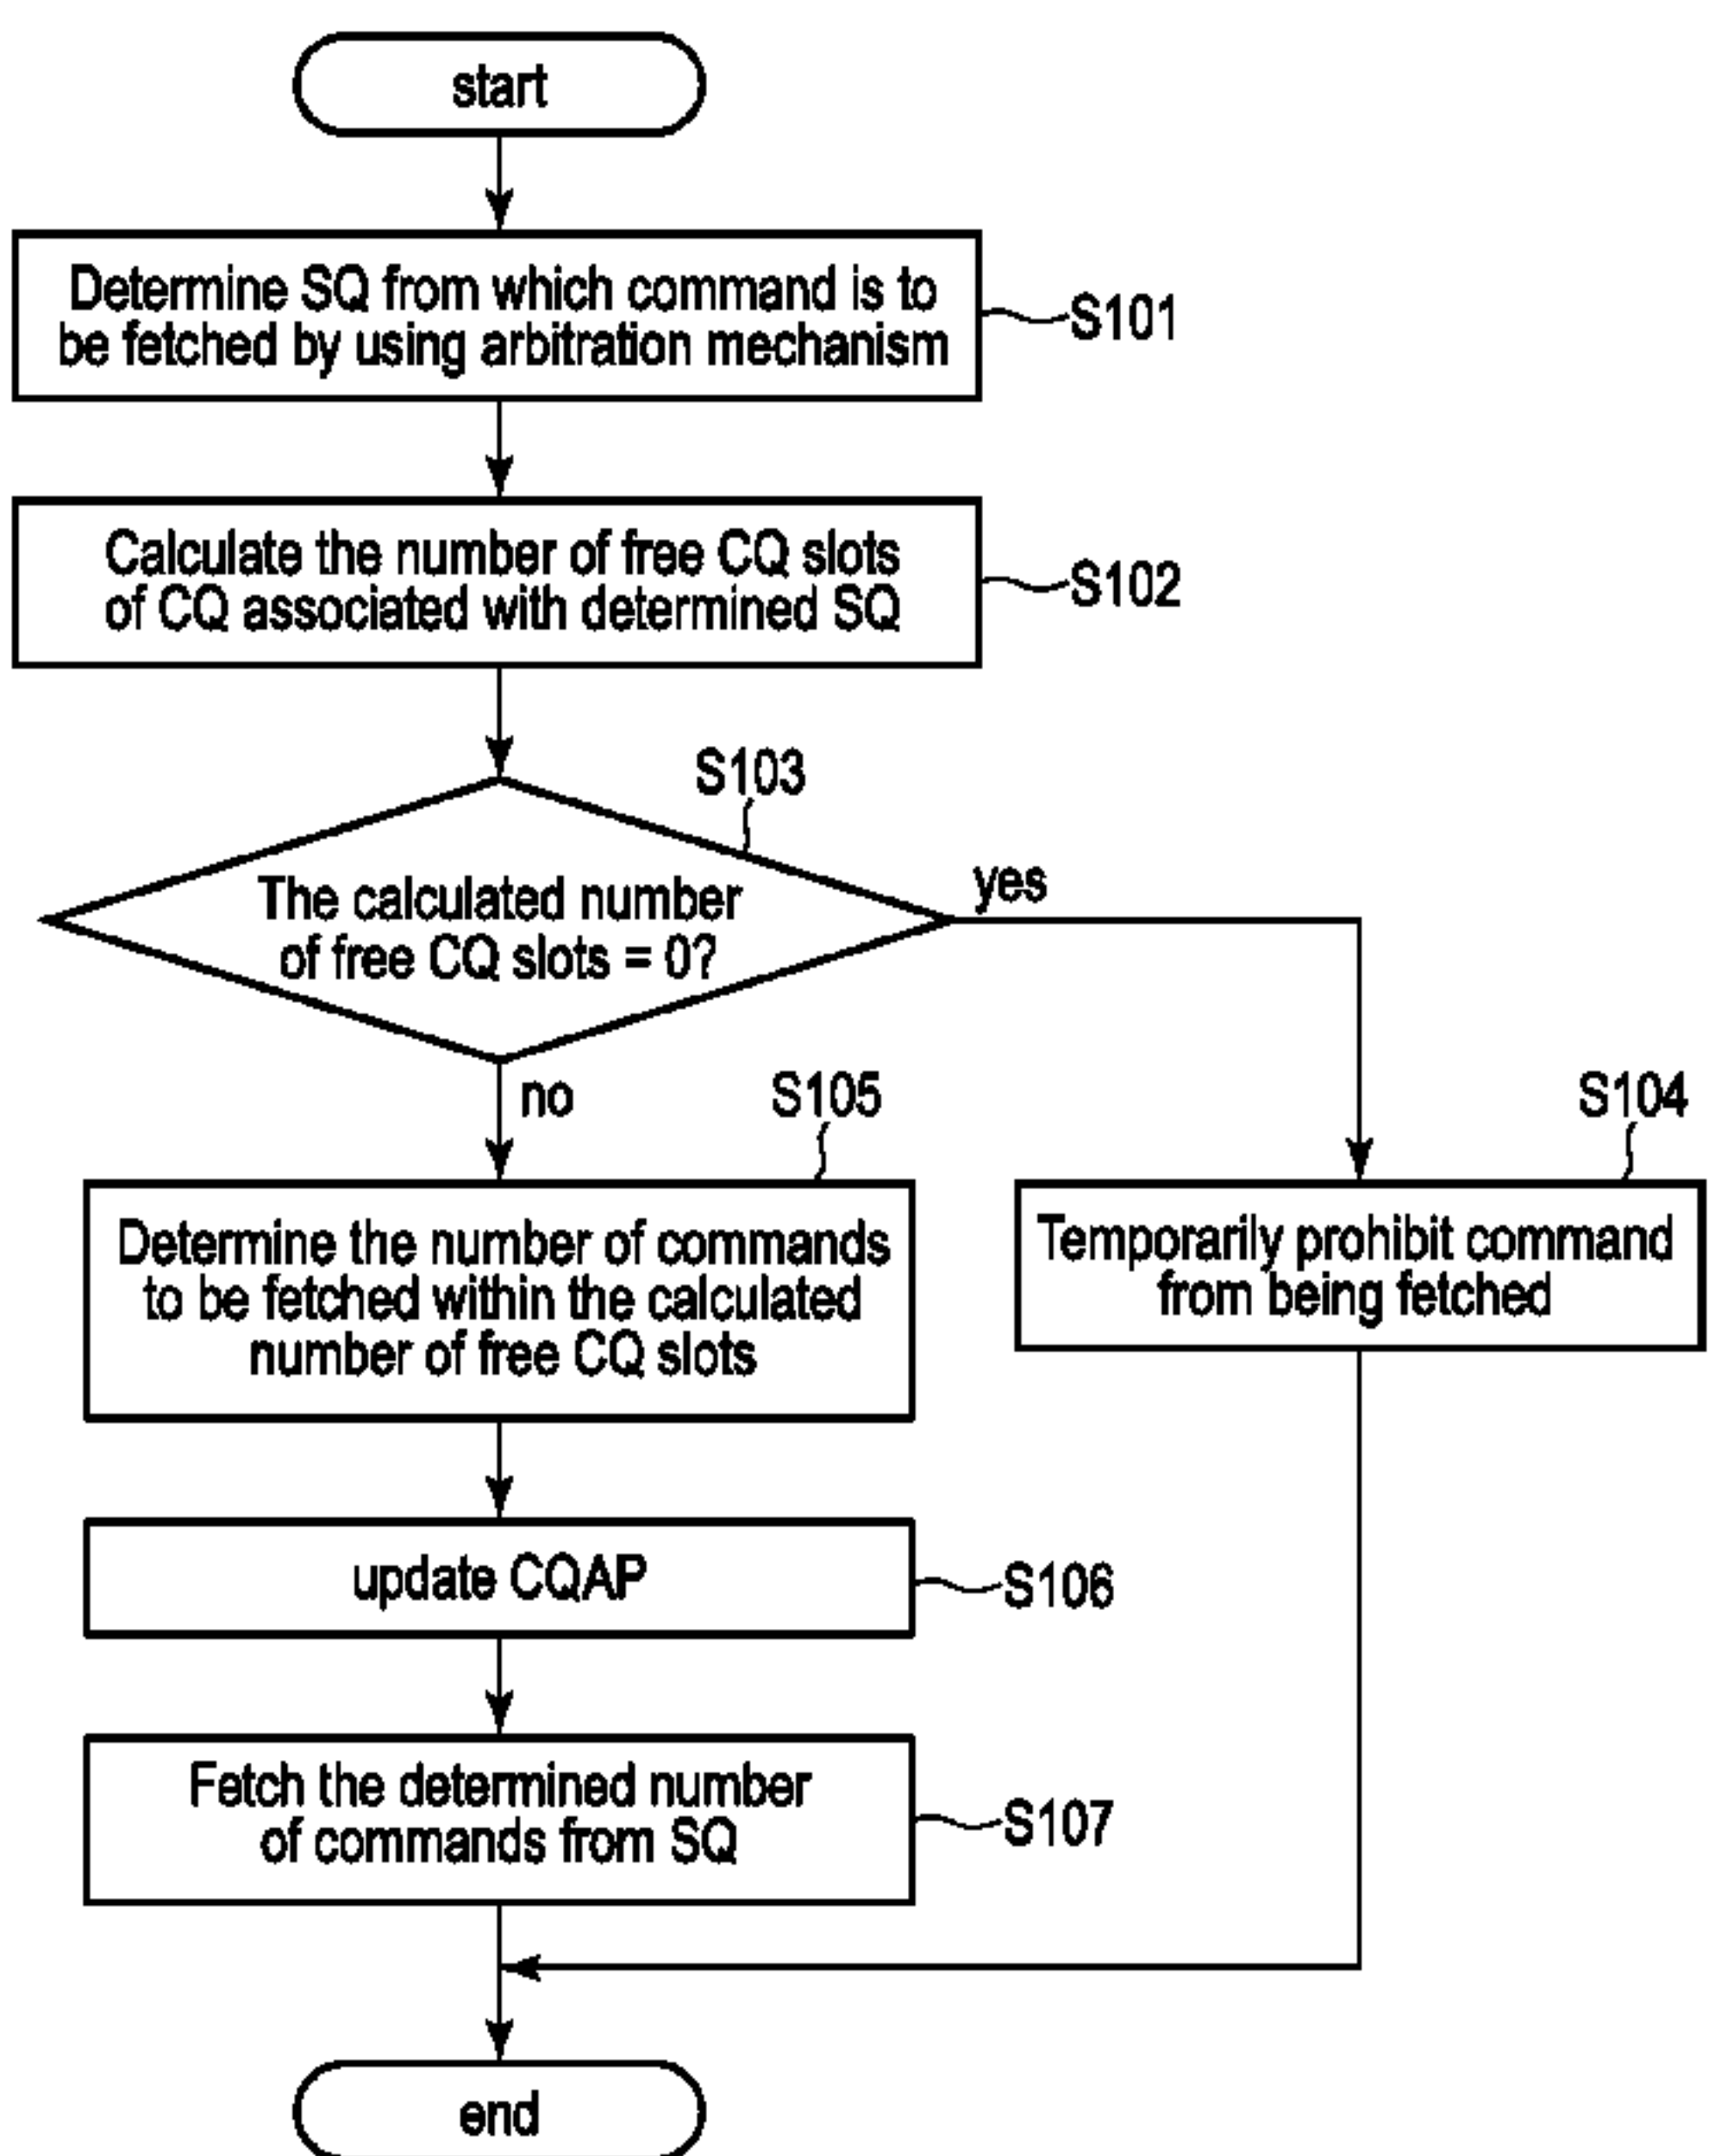 start
Determine SQ from which command is to
be fetched by using arbitration mechanism
S101
Calculate the number of free CQ slots
of CQ associated with determined SQ
S102
S103
The calculated number
of free CQ slots = 0?
yes
no
S105
S104
Determine the number of commands
to be fetched within the calculated
number of free CQ slots
Temporarily prohibit command
from being fetched
update CQAP
S106
Fetch the determined number
of commands from SQ
S107
end